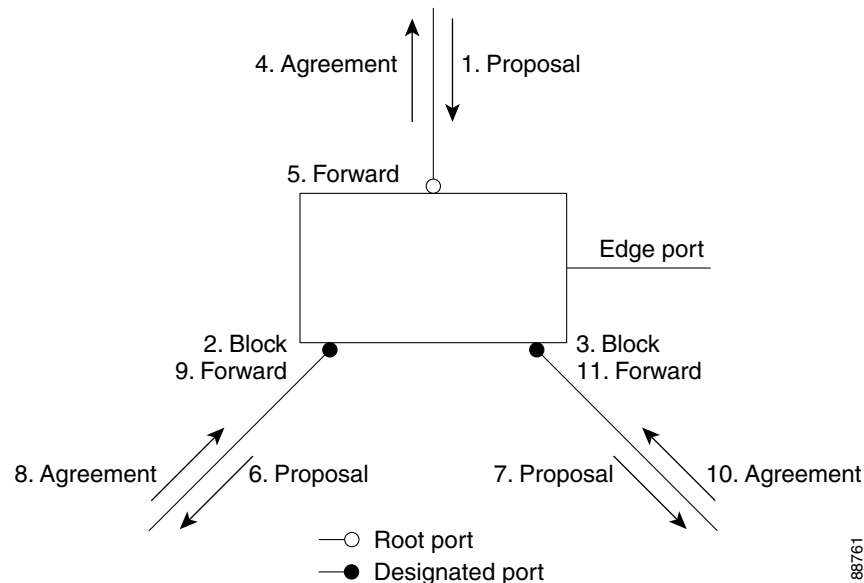 4. Agreement
1. Proposal
5. Forward
Edge port
2. Block
9. Forward
3. Block
11. Forward
8. Agreement
6. Proposal
7. Proposal
10. Agreement
Root port
Designated port
88761